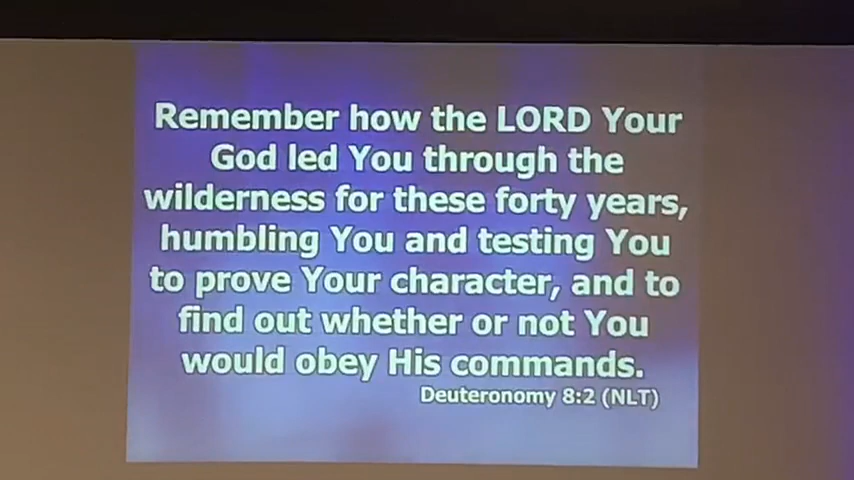 Remember how the LORD Your
God led You through the
wilderness for these forty years,
humbling You and testing You
to prove Your character, and to
find out whether or not You
would obey His commands.
Deuteronomy 8:2 (NLT)